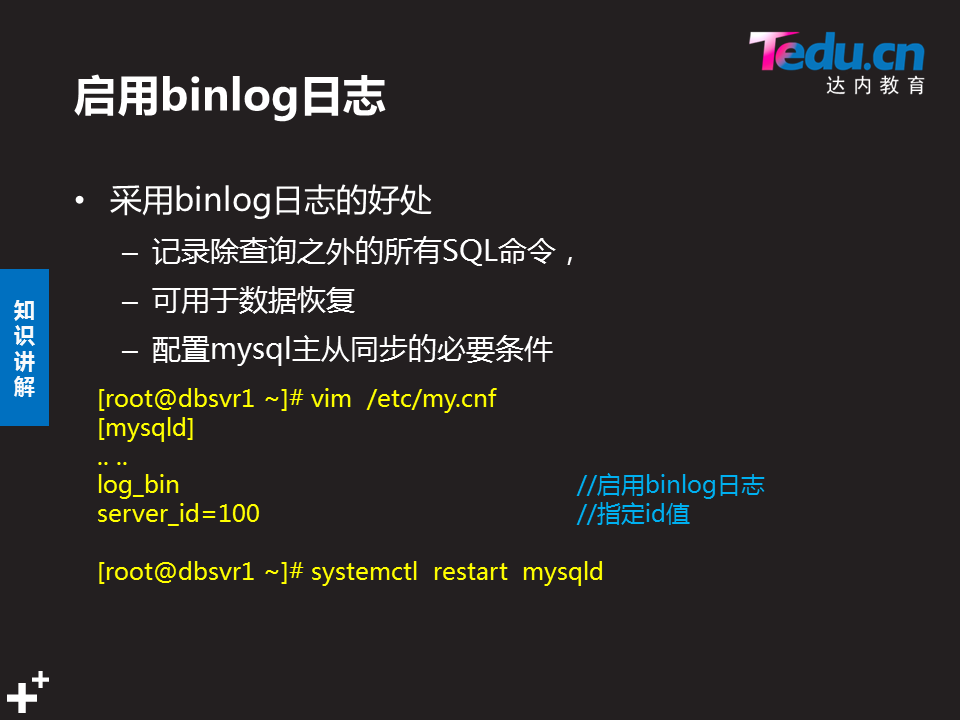 Tedu.cn
达内教育
启用binlog日志
• 采用binlog日志的好处
– 记录除查询之外的所有SQL命令，
– 可用于数据恢复
– 配置mysql主从同步的必要条件
知识讲解
[root@dbsvr1 ~]# vim  /etc/my.cnf
[mysqld]
.. ..
log_bin //启用binlog日志
server_id=100 //指定id值
[root@dbsvr1 ~]# systemctl  restart  mysqld